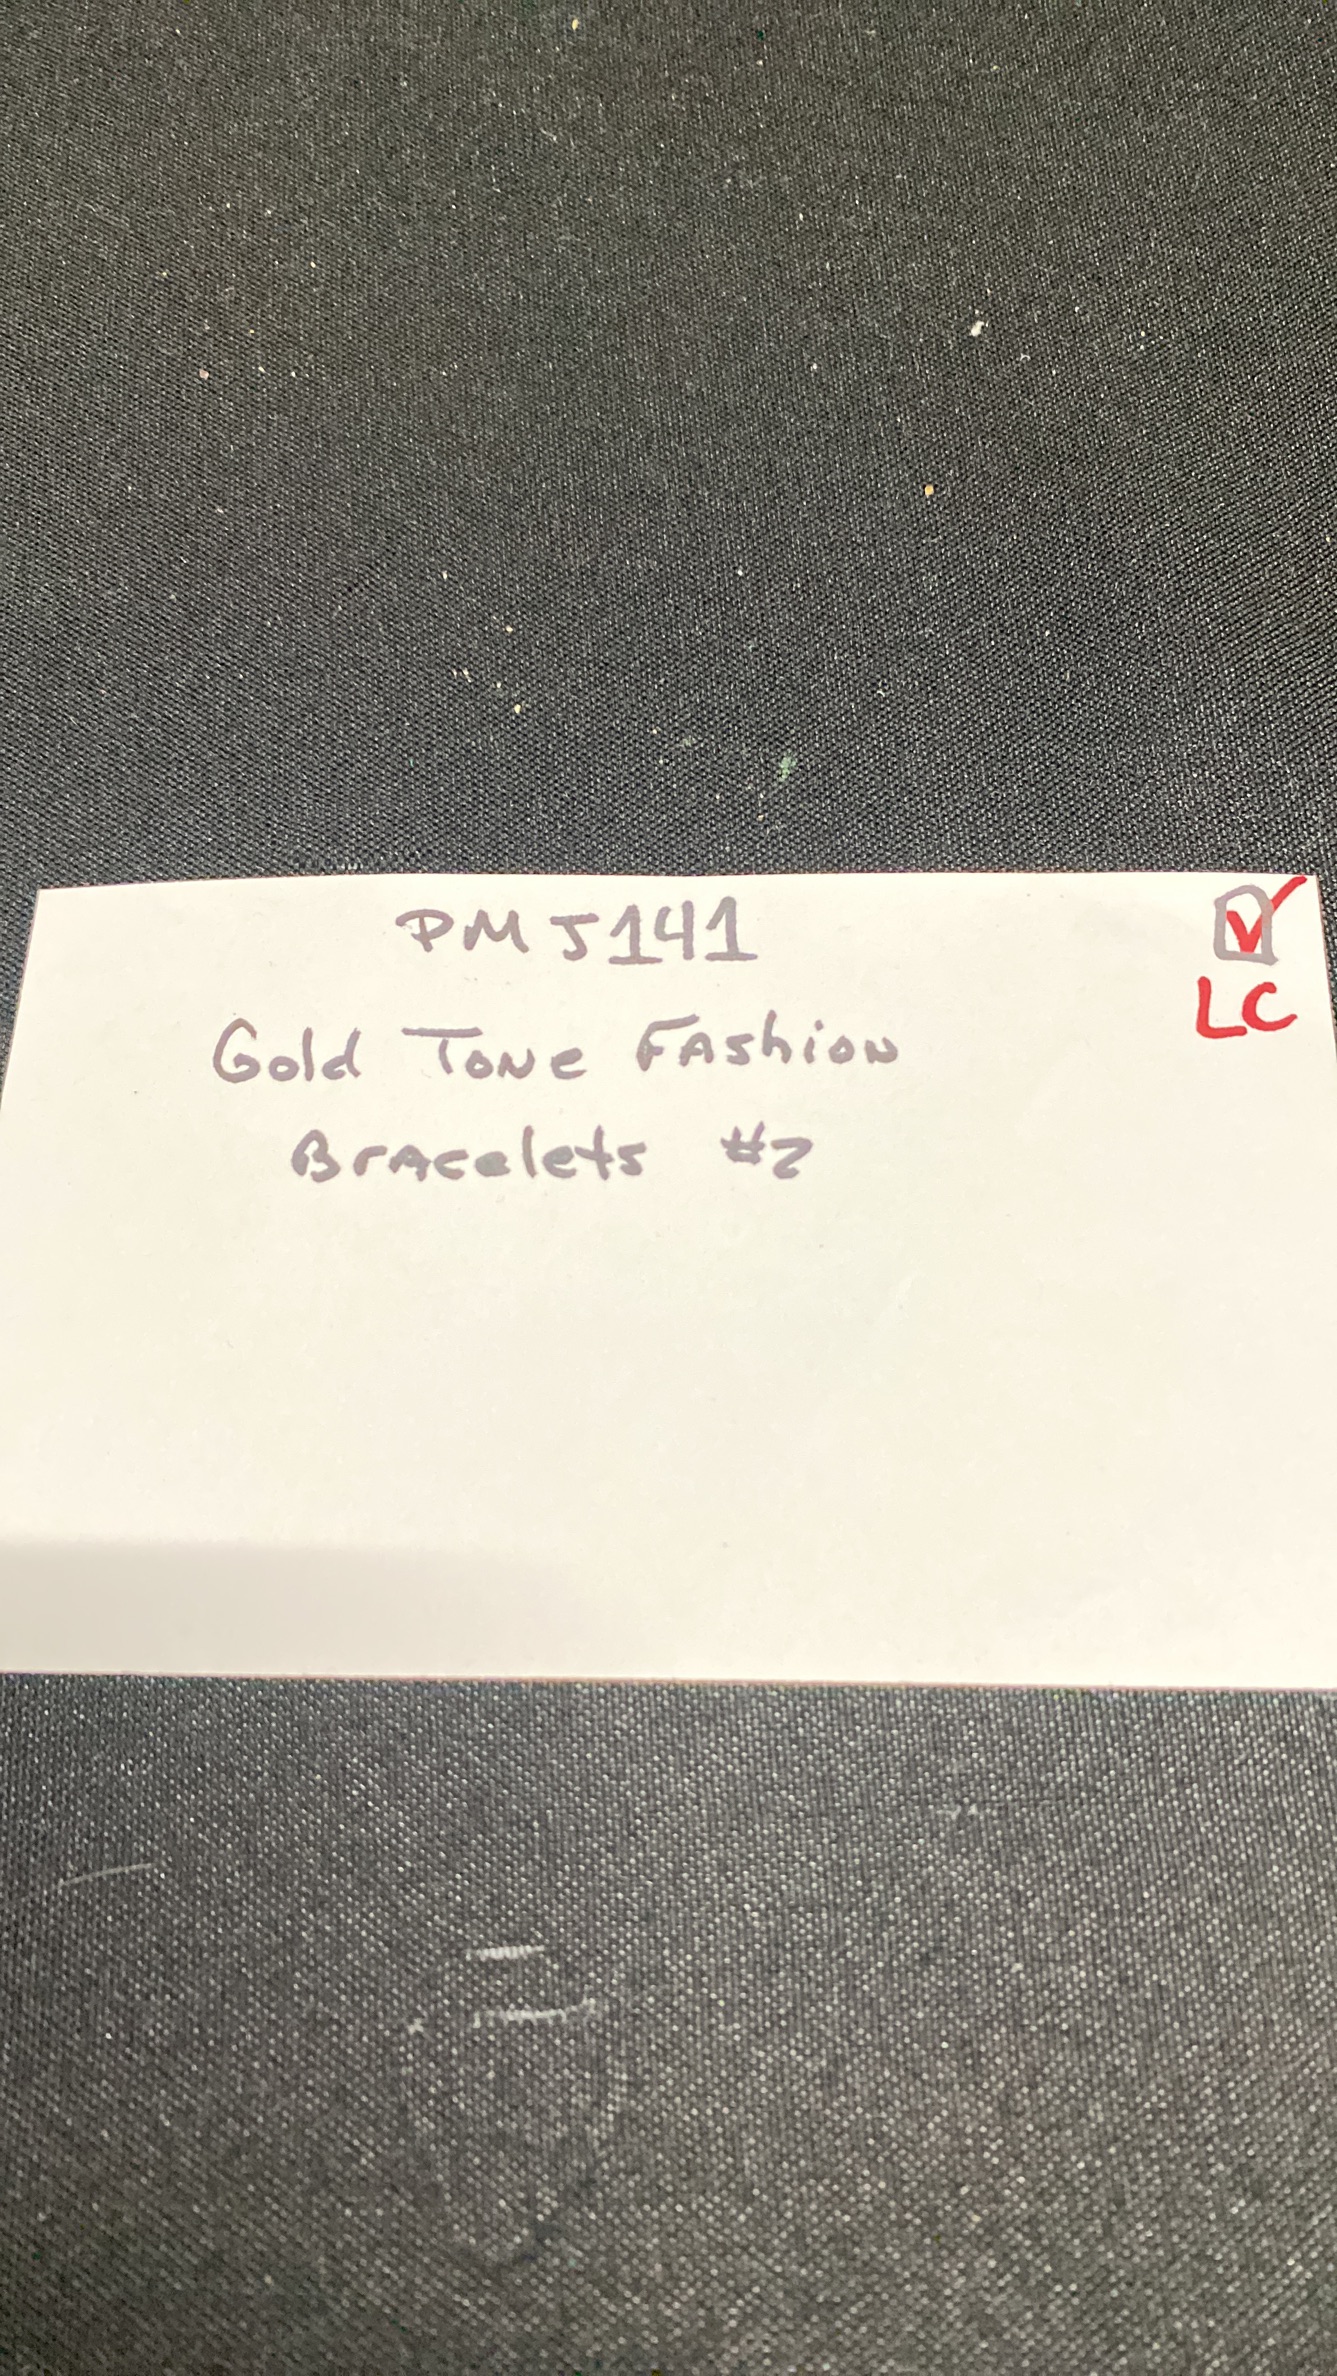 PMJ141
Gold Tone Fashion
Bracelets #2
☑
LC